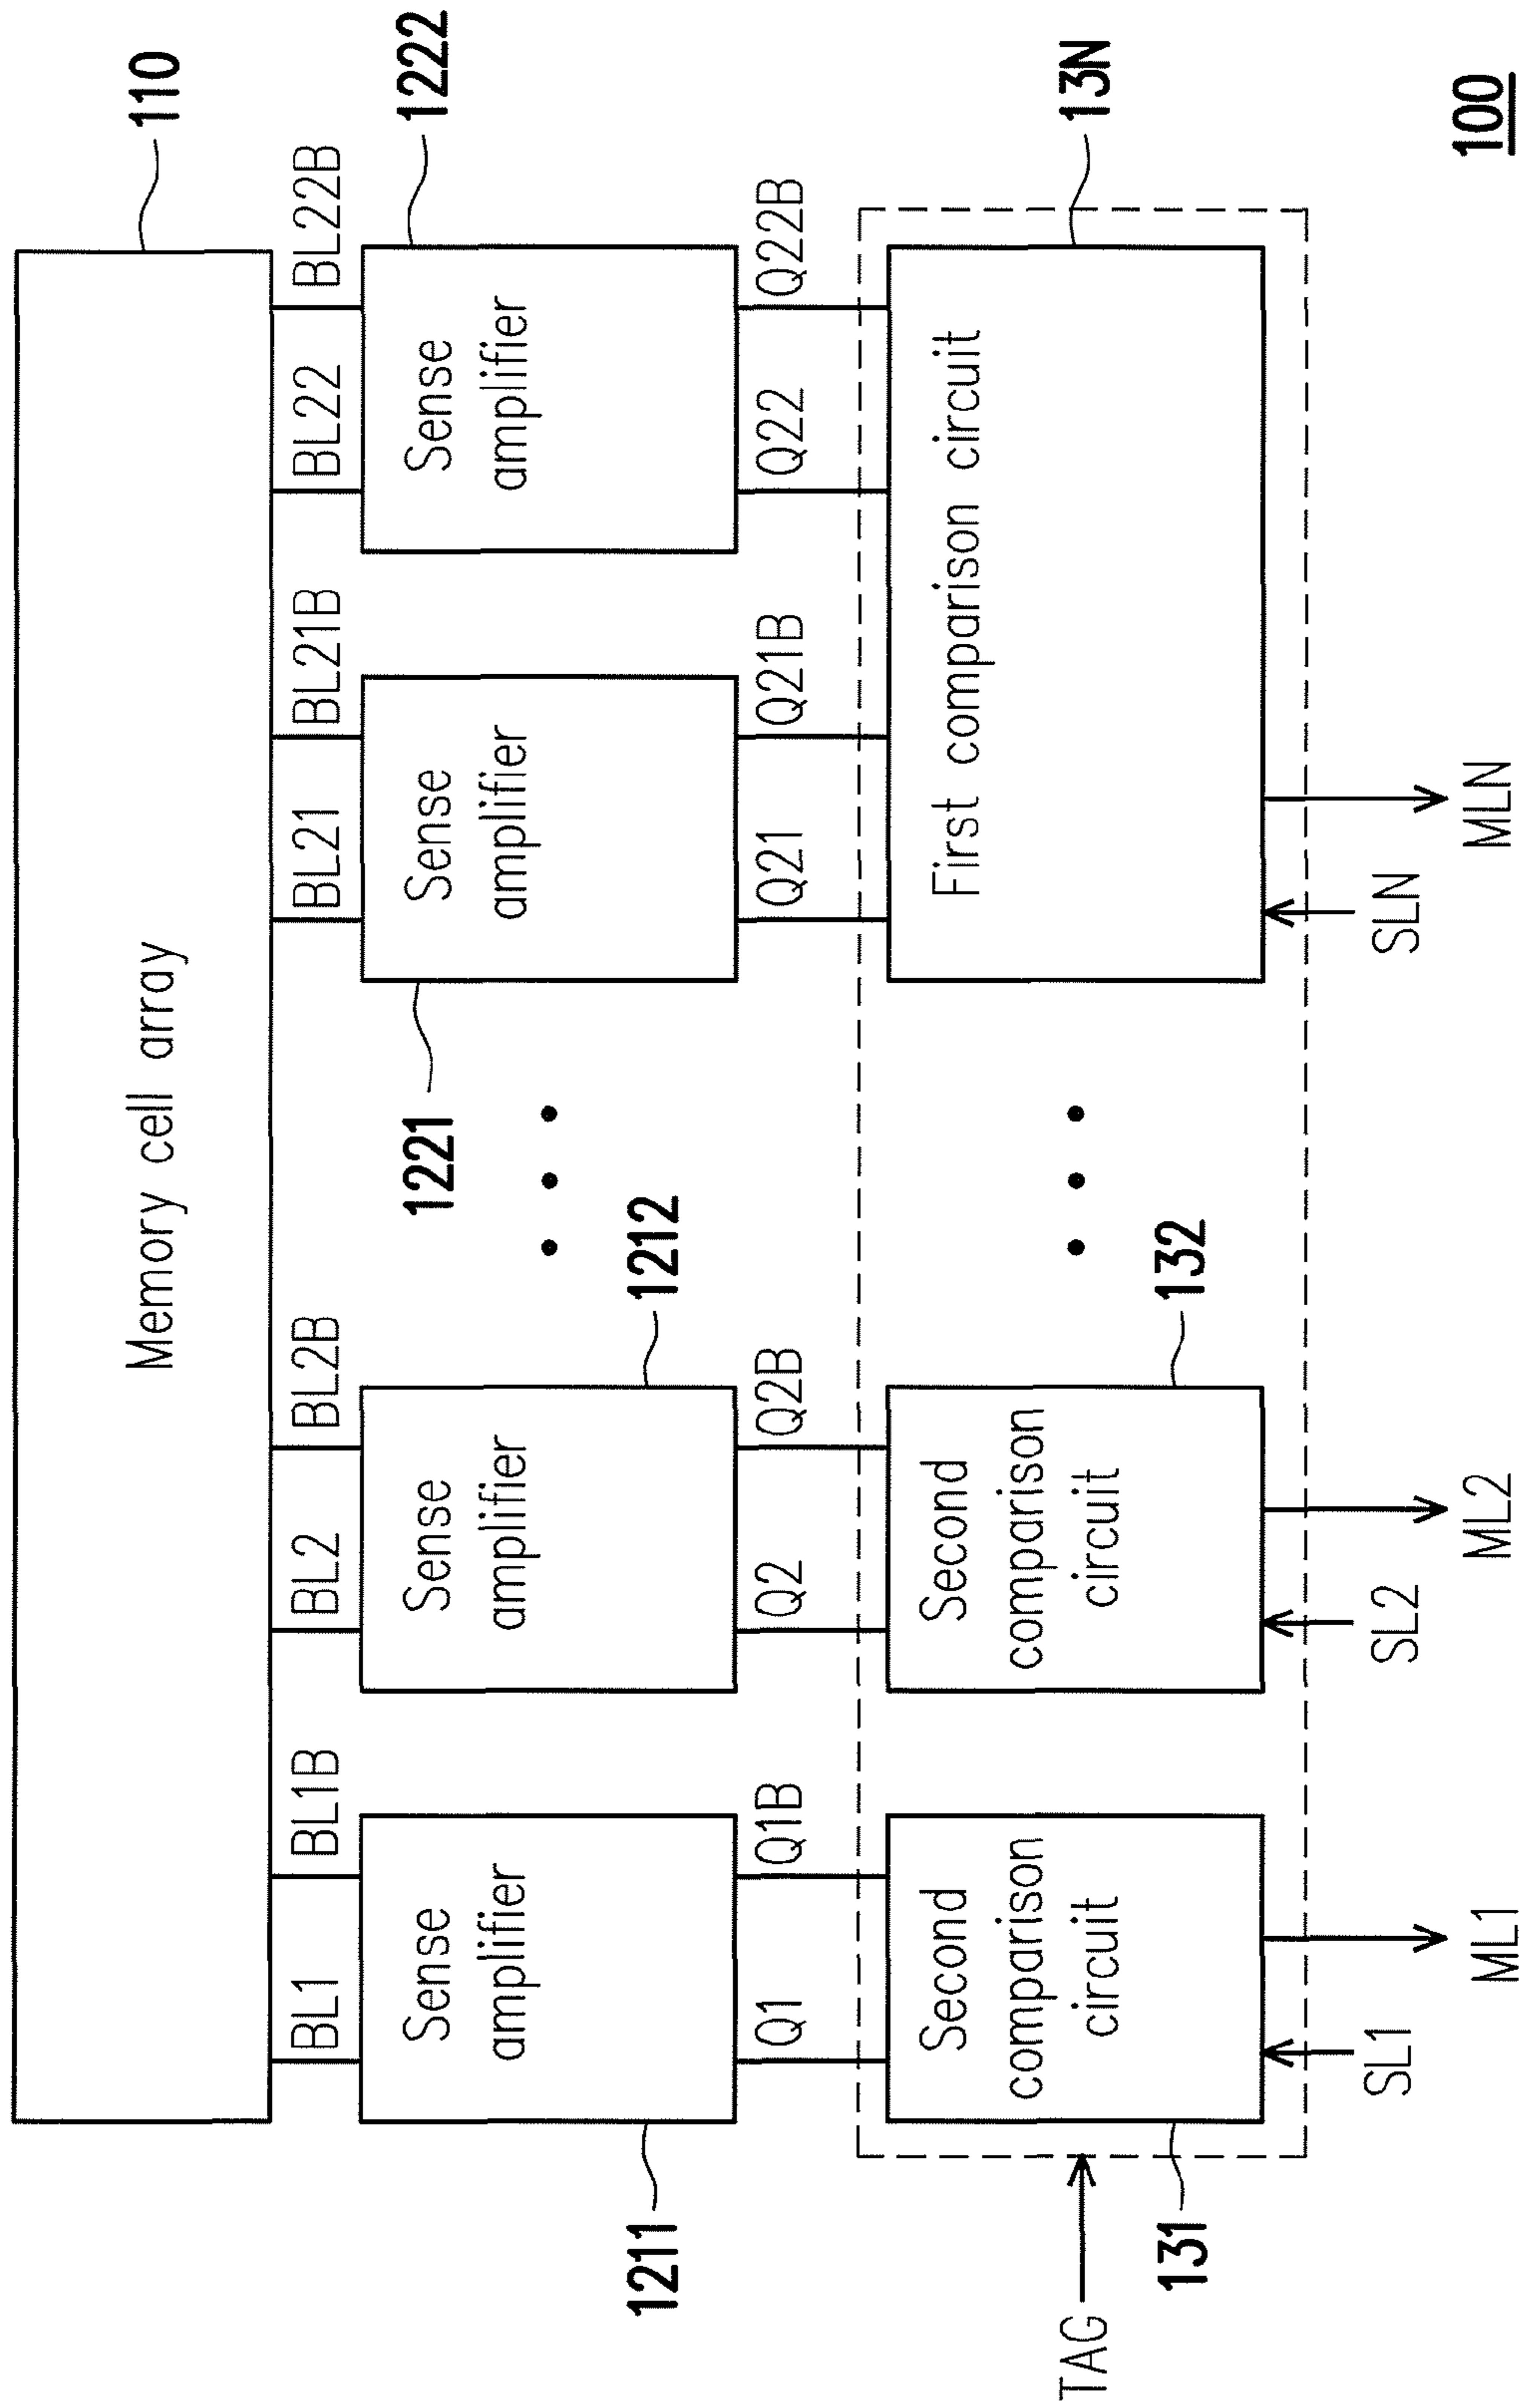 110
Memory cell array
BL1
BL1B
BL2
BL2B
BL21
BL21B
BL22
BL22B
1211
Sense
amplifier
1212
Sense
amplifier
1221
Sense
amplifier
1222
Sense
amplifier
Q1
Q1B
Q2
Q2B
Q21
Q21B
Q22
Q22B
TAG
131
Second
comparison
circuit
132
Second
comparison
circuit
13N
First comparison circuit
SL1
ML1
SL2
ML2
SLN
MLN
100